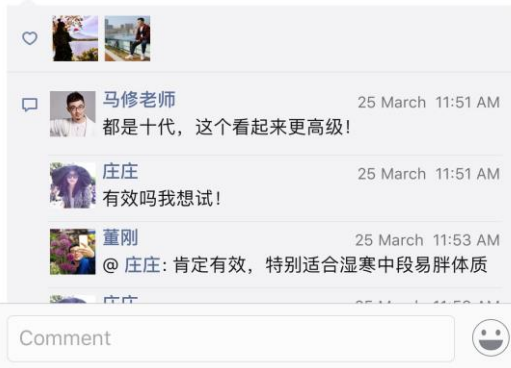 马修老师 25 March 11:51 AM
都是十代，这个看起来更高级！
庄庄 25 March 11:51 AM
有效吗我想试！
董刚 25 March 11:53 AM
@ 庄庄: 肯定有效，特别适合湿寒中段易胖体质
庄庄
Comment